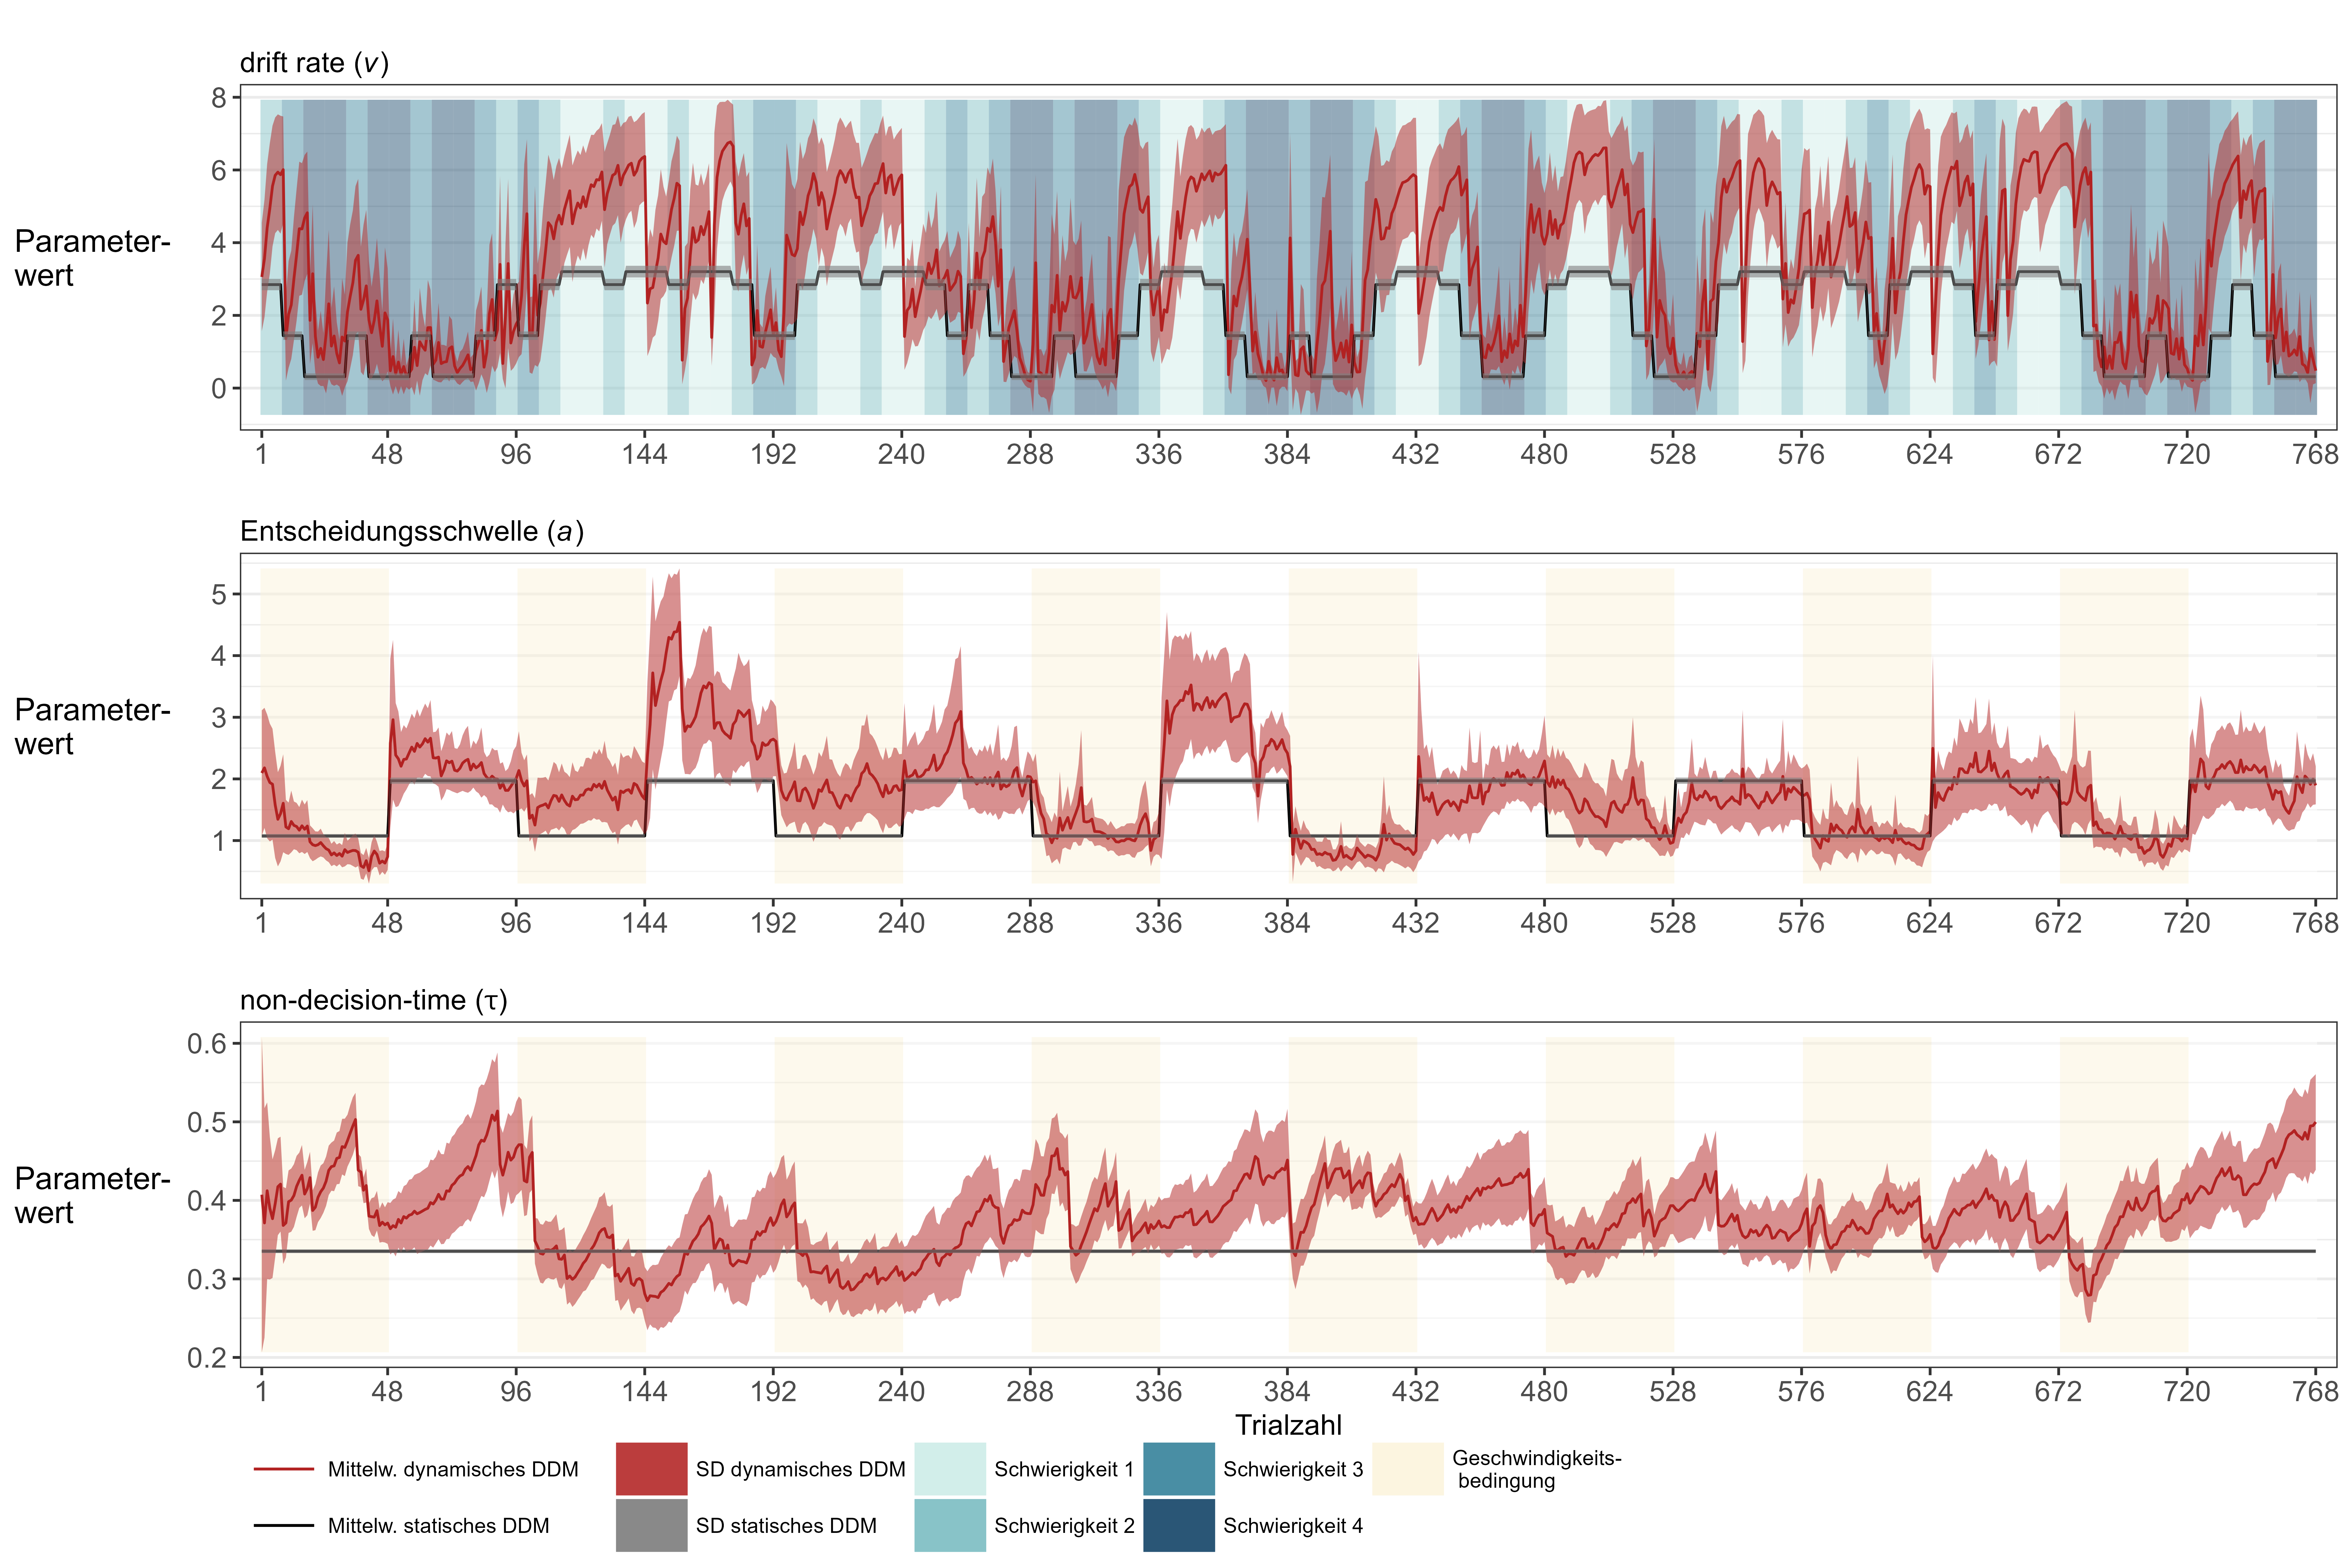 drift rate (v)
8
6
4
2
0
Parameter-
wert
1 48 96 144 192 240 288 336 384 432 480 528 576 624 672 720 768
Entscheidungsschwelle (a)
5
4
3
2
1
Parameter-
wert
1 48 96 144 192 240 288 336 384 432 480 528 576 624 672 720 768
non-decision-time (τ)
0.6
0.5
0.4
0.3
0.2
Parameter-
wert
1 48 96 144 192 240 288 336 384 432 480 528 576 624 672 720 768
Trialzahl
Mittelw. dynamisches DDM
Mittelw. statisches DDM
SD dynamisches DDM
SD statisches DDM
Schwierigkeit 1
Schwierigkeit 2
Schwierigkeit 3
Schwierigkeit 4
Geschwindigkeits-
bedingung